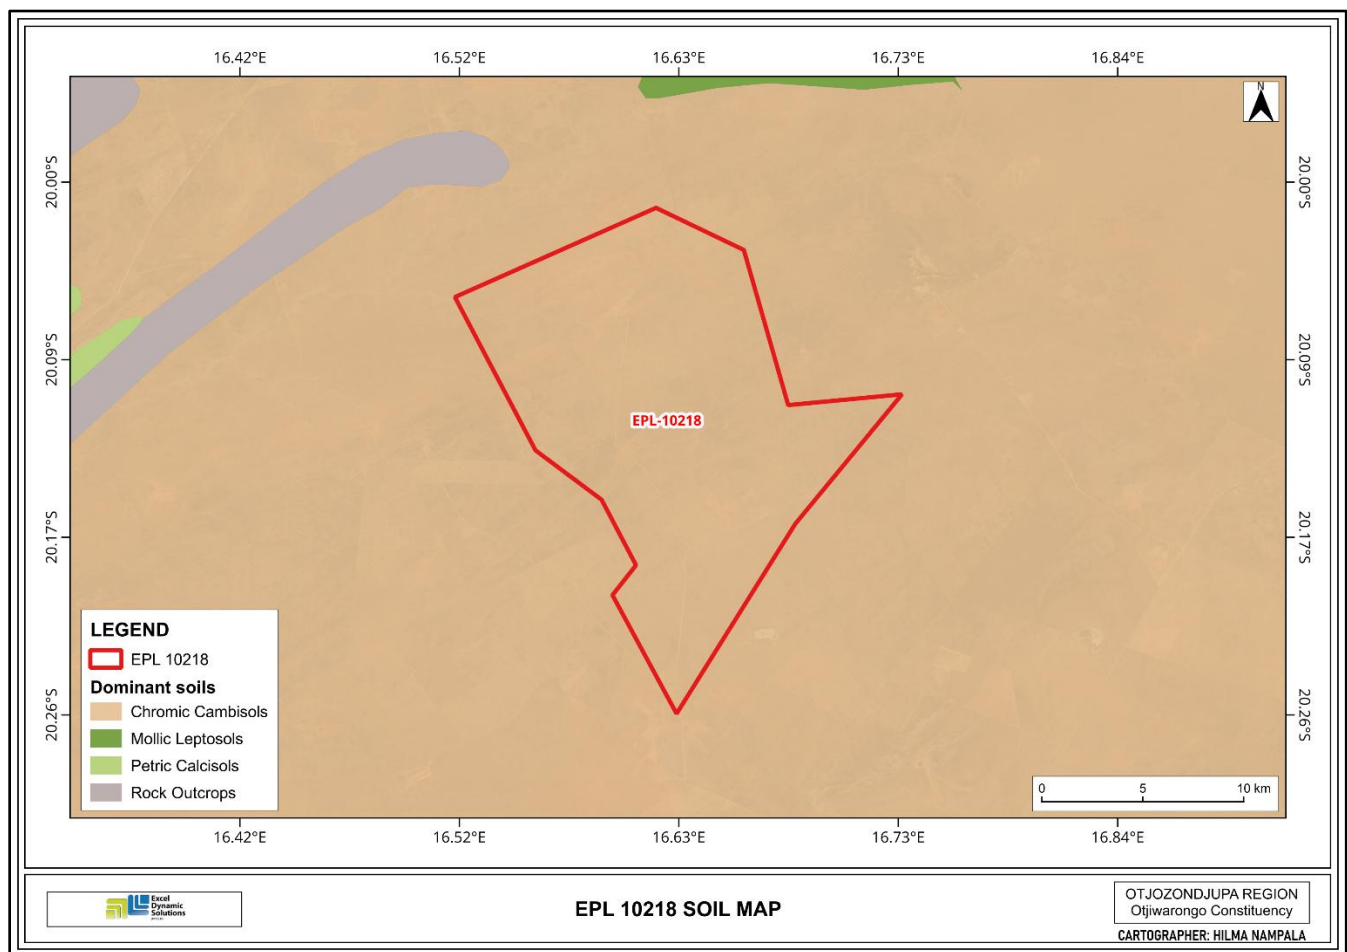 16.42°E 16.52°E 16.63°E 16.73°E 16.84°E
N
20.00°S 20.00°S
20.09°S 20.09°S
EPL-10218
20.17°S 20.17°S
20.26°S 20.26°S
LEGEND
EPL 10218
Dominant soils
Chromic Cambisols
Mollic Leptosols
Petric Calcisols
Rock Outcrops
0 5 10 km
16.42°E 16.52°E 16.63°E 16.73°E 16.84°E
Excel
Dynamic
Solutions
EPL 10218 SOIL MAP
OTJOZONDJUPA REGION
Otjiwarongo Constituency
CARTOGRAPHER: HILMA NAMPALA